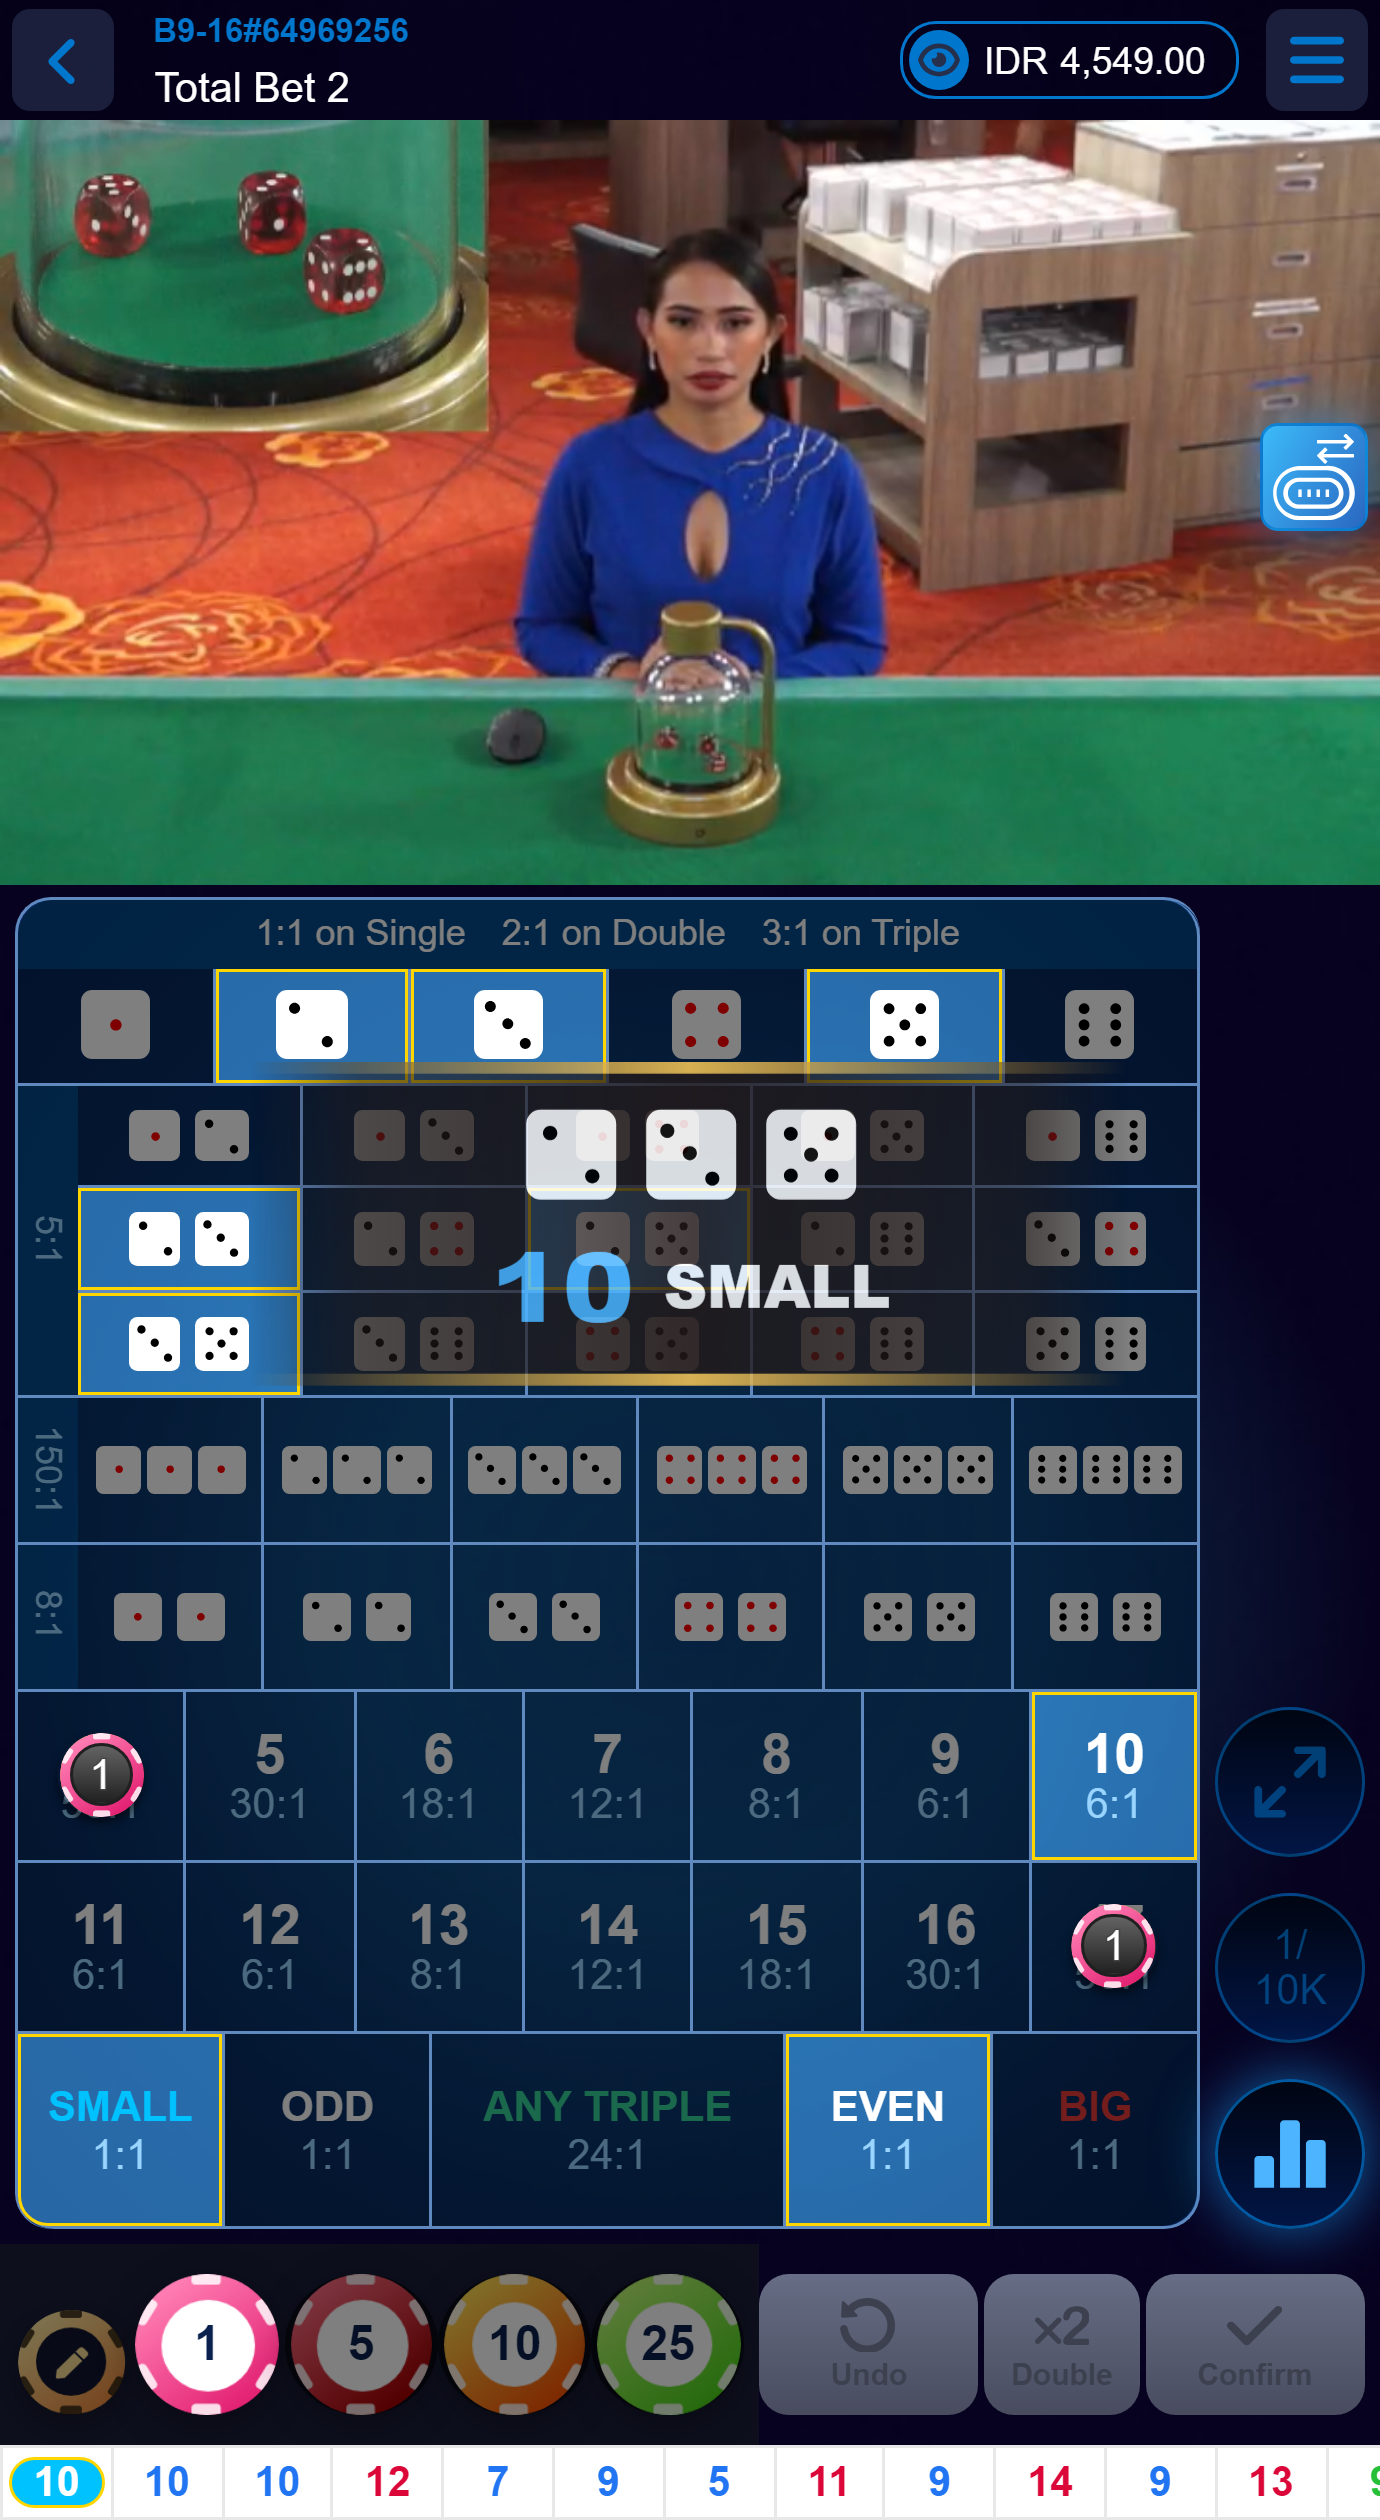 B9-16#64969256
Total Bet 2
IDR 4,549.00
1:1 on Single 2:1 on Double 3:1 on Triple
5:1
10 SMALL
150:1
8:1
1
5 30:1
6 18:1
7 12:1
8 8:1
9 6:1
10 6:1
11 6:1
12 6:1
13 8:1
14 12:1
15 18:1
16 30:1
1
1/
10K
SMALL 1:1
ODD 1:1
ANY TRIPLE 24:1
EVEN 1:1
BIG 1:1
1 5 10 25
Undo
x2
Double
Confirm
10 10 10 12 7 9 5 11 9 14 9 13